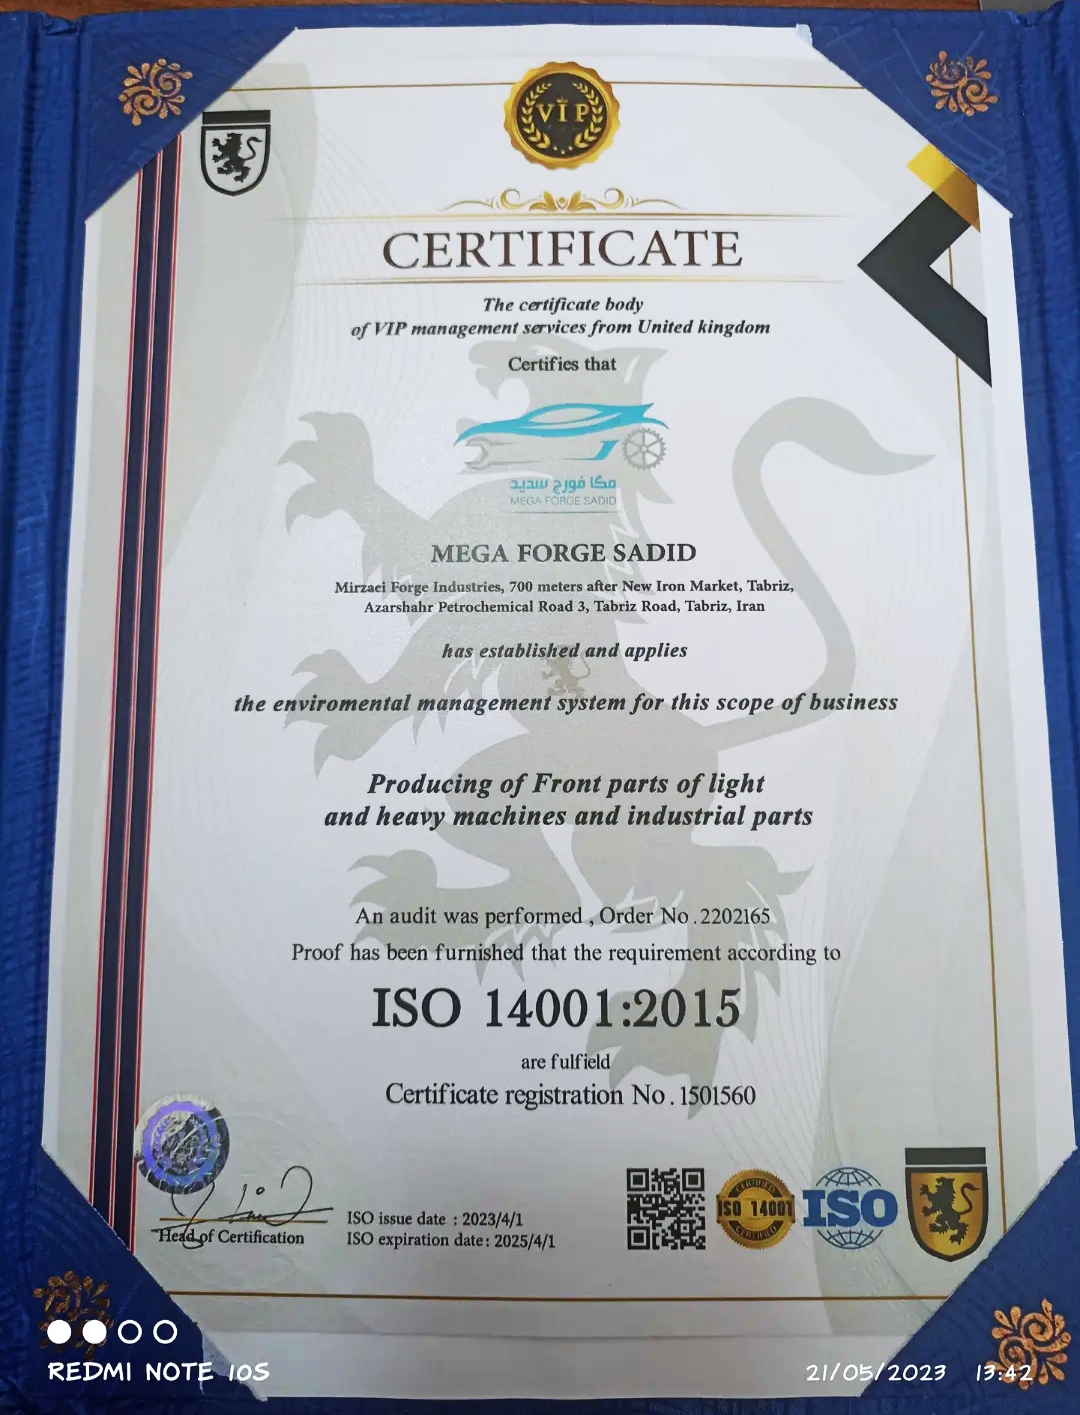 VIP
CERTIFICATE
The certificate body
of VIP management services from United kingdom
Certifies that
مگا فورج سدید
MEGA FORGE SADID
MEGA FORGE SADID
Mirzaei Forge Industries, 700 meters after New Iron Market, Tabriz,
Azarshahr Petrochemical Road 3, Tabriz Road, Tabriz, Iran
has established and applies
the enviromental management system for this scope of business
Producing of Front parts of light
and heavy machines and industrial parts
An audit was performed , Order No .2202165
Proof has been furnished that the requirement according to
ISO 14001:2015
are fulfield
Certificate registration No . 1501560
Head of Certification
ISO issue date : 2023/4/1
ISO expiration date: 2025/4/1
CERTIFIED
ISO 14001
CERTIFIED
ISO
REDMI NOTE 10S
21/05/2023 13:42